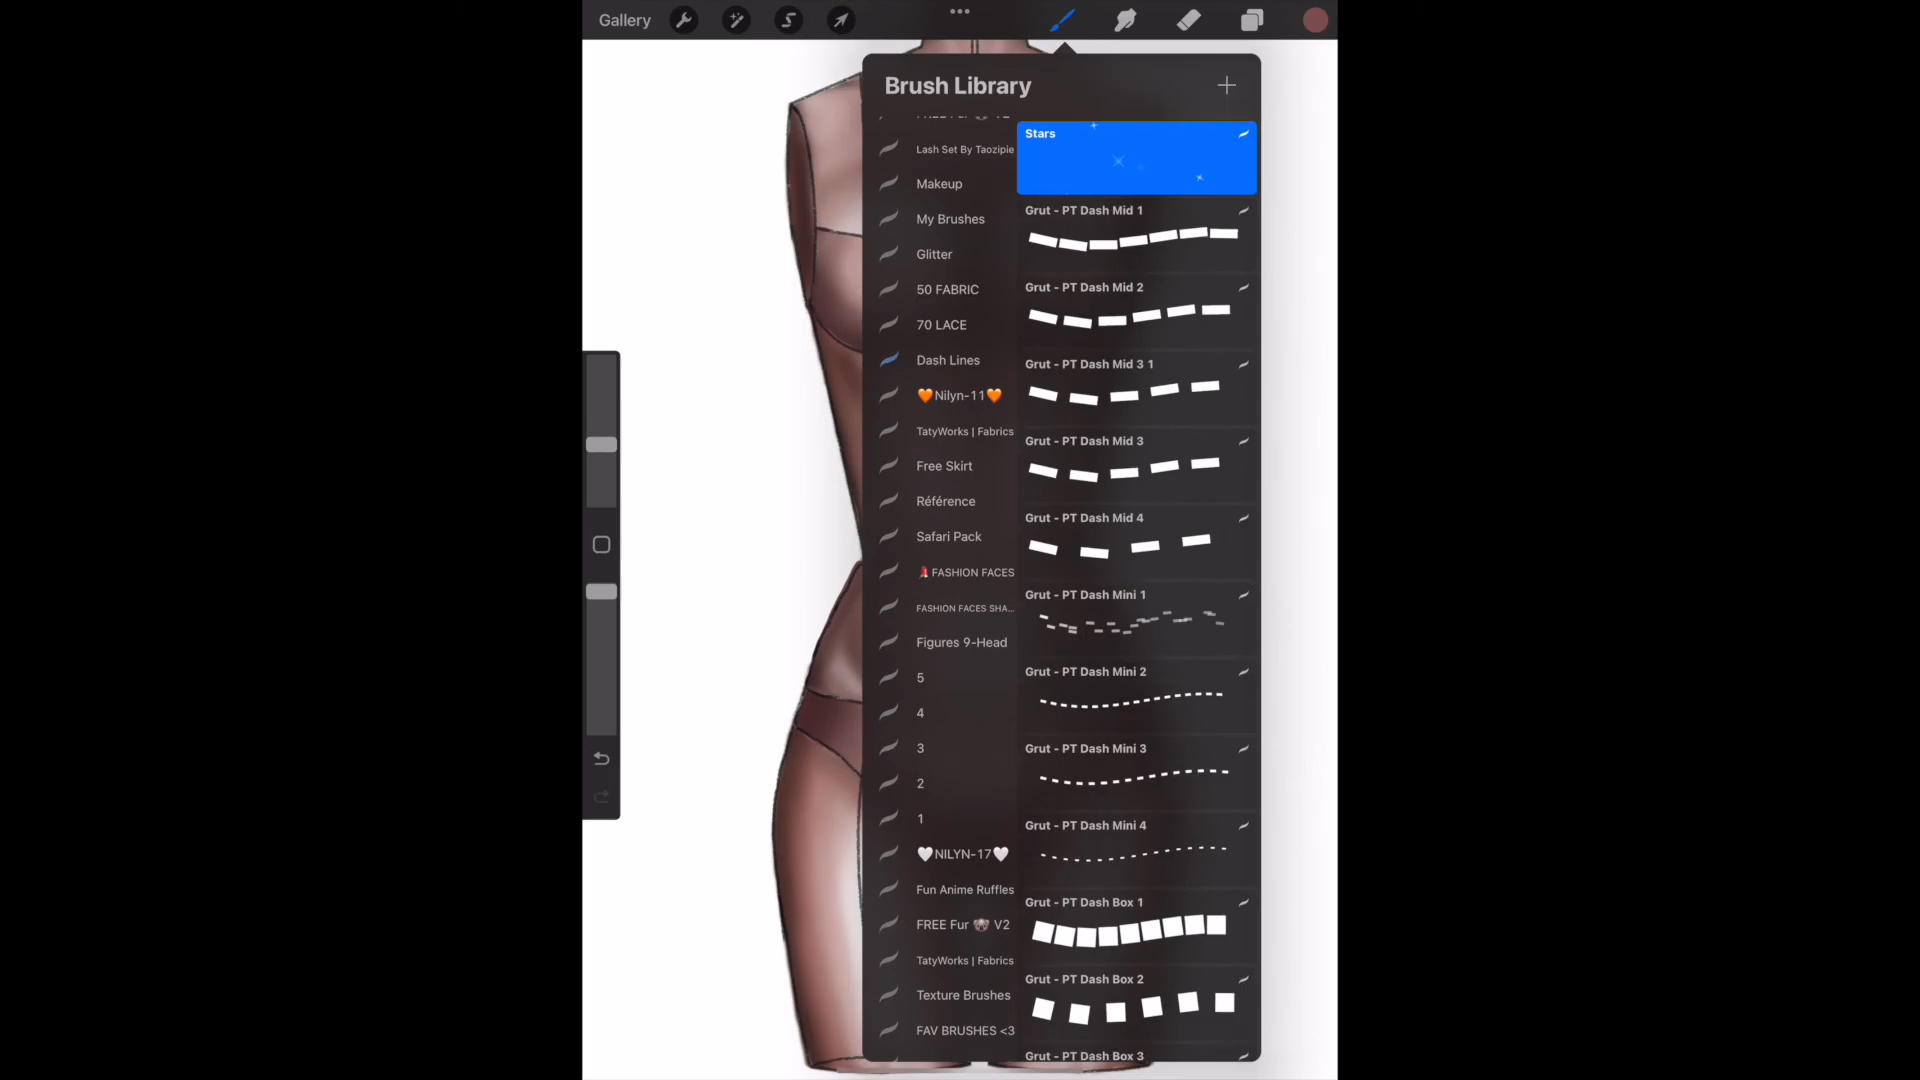 Gallery
Brush Library
Lash Set By Taozipie
Makeup
My Brushes
Glitter
50 FABRIC
70 LACE
Dash Lines
🧡Nilyn-11🧡
TatyWorks | Fabrics
Free Skirt
Référence
Safari Pack
💄FASHION FACES
FASHION FACES SHA...
Figures 9-Head
5
4
3
2
1
🤍NILYN-17🤍
Fun Anime Ruffles
FREE Fur 🐻 V2
TatyWorks | Fabrics
Texture Brushes
FAV BRUSHES <3
Stars
Grut - PT Dash Mid 1
Grut - PT Dash Mid 2
Grut - PT Dash Mid 3 1
Grut - PT Dash Mid 3
Grut - PT Dash Mid 4
Grut - PT Dash Mini 1
Grut - PT Dash Mini 2
Grut - PT Dash Mini 3
Grut - PT Dash Mini 4
Grut - PT Dash Box 1
Grut - PT Dash Box 2
Grut - PT Dash Box 3